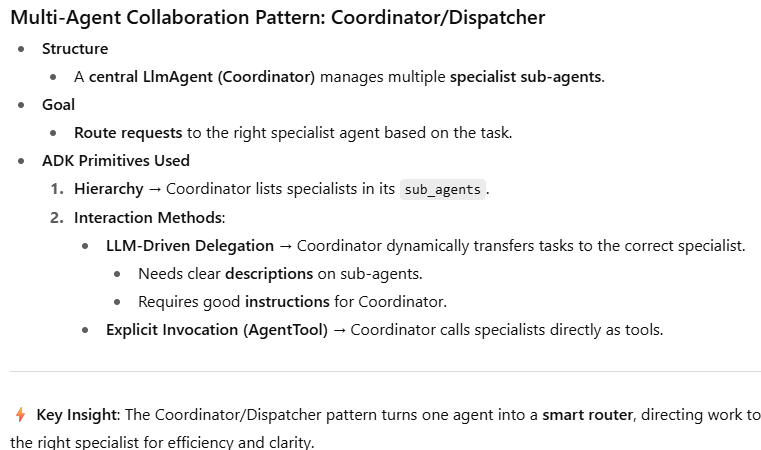 Multi-Agent Collaboration Pattern: Coordinator/Dispatcher
• Structure
• A central LlmAgent (Coordinator) manages multiple specialist sub-agents.
• Goal
• Route requests to the right specialist agent based on the task.
• ADK Primitives Used
1. Hierarchy → Coordinator lists specialists in its sub_agents.
2. Interaction Methods:
• LLM-Driven Delegation → Coordinator dynamically transfers tasks to the correct specialist.
• Needs clear descriptions on sub-agents.
• Requires good instructions for Coordinator.
• Explicit Invocation (AgentTool) → Coordinator calls specialists directly as tools.
⚡ Key Insight: The Coordinator/Dispatcher pattern turns one agent into a smart router, directing work to
the right specialist for efficiency and clarity.